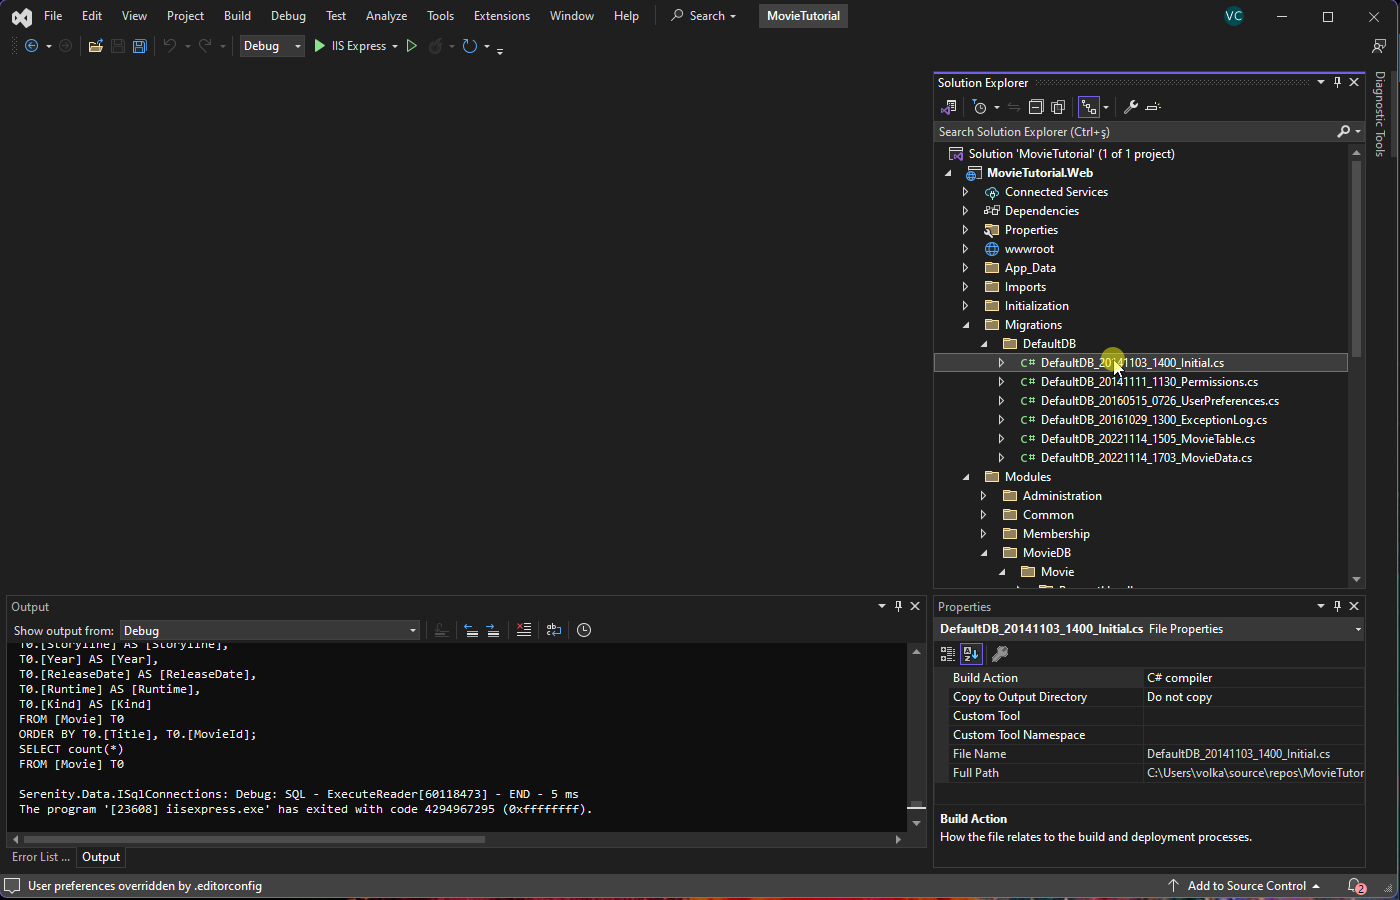 File Edit View Project Build Debug Test Analyze Tools Extensions Window Help Search MovieTutorial VC
Debug IIS Express
Diagnostic Tools
Solution Explorer
Search Solution Explorer (Ctrl+ş)
Solution 'MovieTutorial' (1 of 1 project)
MovieTutorial.Web
Connected Services
Dependencies
Properties
wwwroot
App_Data
Imports
Initialization
Migrations
DefaultDB
C# DefaultDB_20141103_1400_Initial.cs
C# DefaultDB_20141111_1130_Permissions.cs
C# DefaultDB_20160515_0726_UserPreferences.cs
C# DefaultDB_20161029_1300_ExceptionLog.cs
C# DefaultDB_20221114_1505_MovieTable.cs
C# DefaultDB_20221114_1703_MovieData.cs
Modules
Administration
Common
Membership
MovieDB
Movie
Output
Show output from: Debug
T0.[Storyline] AS [Storyline],
T0.[Year] AS [Year],
T0.[ReleaseDate] AS [ReleaseDate],
T0.[Runtime] AS [Runtime],
T0.[Kind] AS [Kind]
FROM [Movie] T0
ORDER BY T0.[Title], T0.[MovieId];
SELECT count(*)
FROM [Movie] T0
Serenity.Data.ISqlConnections: Debug: SQL - ExecuteReader[60118473] - END - 5 ms
The program '[23608] iisexpress.exe' has exited with code 4294967295 (0xffffffff).
Error List ... Output
Properties
DefaultDB_20141103_1400_Initial.cs File Properties
Build Action C# compiler
Copy to Output Directory Do not copy
Custom Tool
Custom Tool Namespace
File Name DefaultDB_20141103_1400_Initial.cs
Full Path C:\Users\volka\source\repos\MovieTutor
Build Action
How the file relates to the build and deployment processes.
User preferences overridden by .editorconfig
Add to Source Control 2